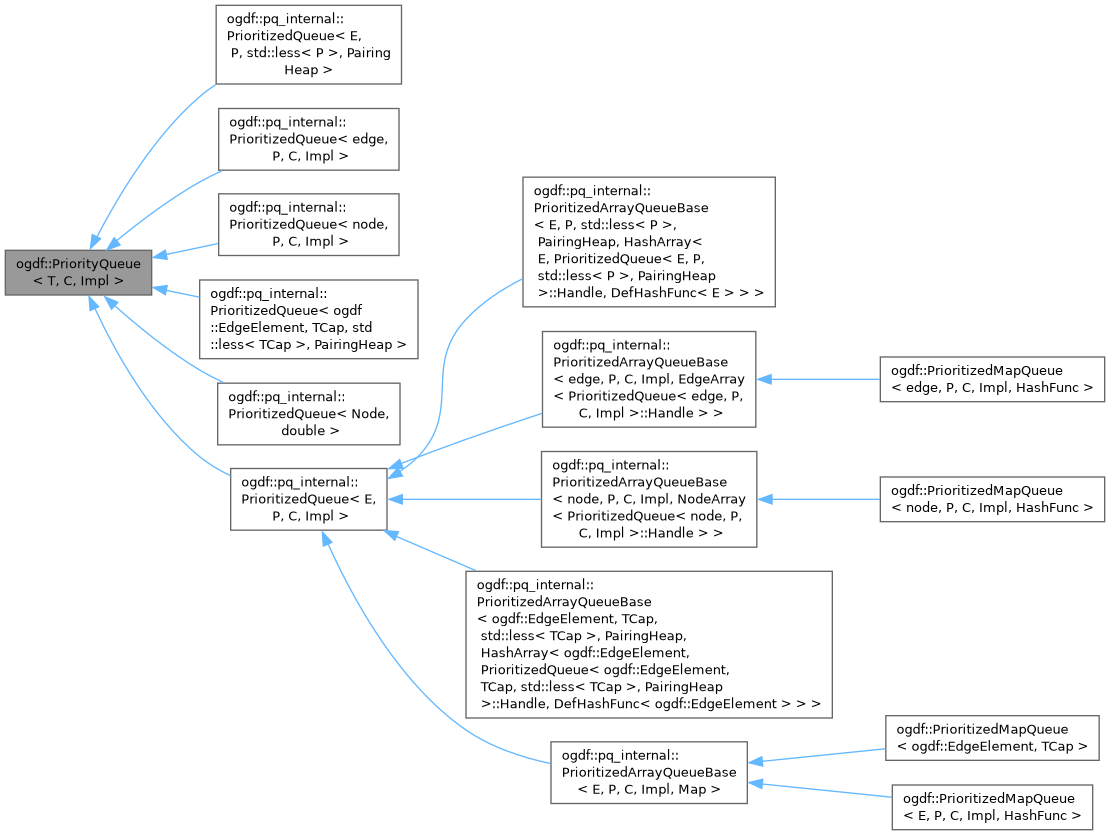 ogdf::pq_internal::
PrioritizedQueue< E,
P, std::less< P >, Pairing
Heap >
ogdf::pq_internal::
PrioritizedQueue< edge,
P, C, Impl >
ogdf::pq_internal::
PrioritizedQueue< node,
P, C, Impl >
ogdf::PriorityQueue
< T, C, Impl >
ogdf::pq_internal::
PrioritizedQueue< ogdf
::EdgeElement, TCap, std
::less< TCap >, PairingHeap >
ogdf::pq_internal::
PrioritizedQueue< Node,
double >
ogdf::pq_internal::
PrioritizedQueue< E,
P, C, Impl >
ogdf::pq_internal::
PrioritizedArrayQueueBase
< E, P, std::less< P >,
PairingHeap, HashArray<
E, PrioritizedQueue< E, P,
std::less< P >, PairingHeap
>::Handle, DefHashFunc< E > > >
ogdf::pq_internal::
PrioritizedArrayQueueBase
< edge, P, C, Impl, EdgeArray
< PrioritizedQueue< edge, P,
C, Impl >::Handle > >
ogdf::pq_internal::
PrioritizedArrayQueueBase
< node, P, C, Impl, NodeArray
< PrioritizedQueue< node, P,
C, Impl >::Handle > >
ogdf::pq_internal::
PrioritizedArrayQueueBase
< ogdf::EdgeElement, TCap,
std::less< TCap >, PairingHeap,
HashArray< ogdf::EdgeElement,
PrioritizedQueue< ogdf::EdgeElement,
TCap, std::less< TCap >, PairingHeap
>::Handle, DefHashFunc< ogdf::EdgeElement > > >
ogdf::pq_internal::
PrioritizedArrayQueueBase
< E, P, C, Impl, Map >
ogdf::PrioritizedMapQueue
< edge, P, C, Impl, HashFunc >
ogdf::PrioritizedMapQueue
< node, P, C, Impl, HashFunc >
ogdf::PrioritizedMapQueue
< ogdf::EdgeElement, TCap >
ogdf::PrioritizedMapQueue
< E, P, C, Impl, HashFunc >